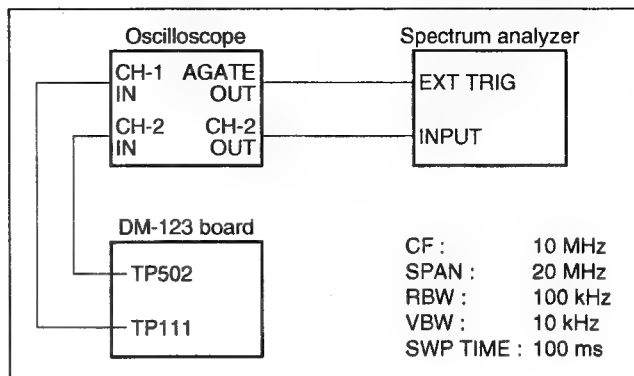 Oscilloscope
Spectrum analyzer
CH-1 AGATE
IN OUT
EXT TRIG
CH-2 CH-2
IN OUT
INPUT
DM-123 board
TP502
TP111
CF : 10 MHz
SPAN : 20 MHz
RBW : 100 kHz
VBW : 10 kHz
SWP TIME : 100 ms